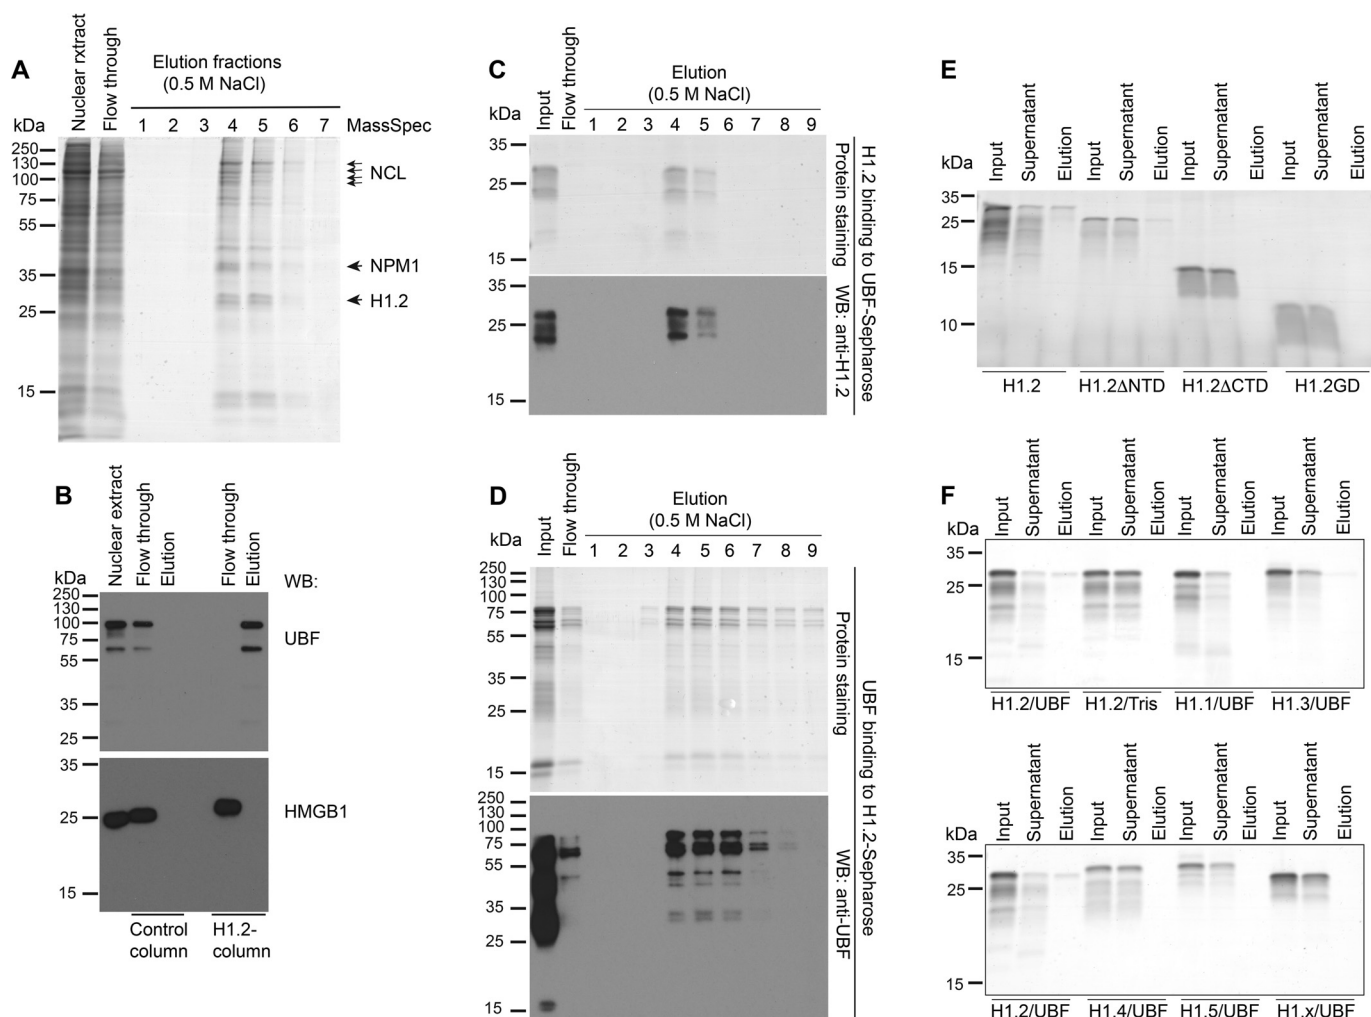 A
Nuclear rxtract
Flow through
Elution fractions
(0.5 M NaCl)
kDa
1 2 3 4 5 6 7 MassSpec
250
130
100
75
55
35
25
15
NCL
NPM1
H1.2
B
Nuclear extract
Flow through
Elution
Flow through
Elution
kDa
WB:
250
130
100
75
55
35
25
UBF
35
25
15
HMGB1
Control
column
H1.2-
column
C
Input
Flow through
Elution
(0.5 M NaCl)
kDa
1 2 3 4 5 6 7 8 9
35
25
15
35
25
15
Protein staining
WB: anti-H1.2
H1.2 binding to UBF-Sepharose
D
Input
Flow through
Elution
(0.5 M NaCl)
kDa
1 2 3 4 5 6 7 8 9
250
130
100
75
55
35
25
15
250
130
100
75
55
35
25
15
Protein staining
WB: anti-UBF
UBF binding to H1.2-Sepharose
E
Input
Supernatant
Elution
Input
Supernatant
Elution
Input
Supernatant
Elution
Input
Supernatant
Elution
kDa
35
25
15
10
H1.2 H1.2ΔNTD H1.2ΔCTD H1.2GD
F
Input
Supernatant
Elution
Input
Supernatant
Elution
Input
Supernatant
Elution
Input
Supernatant
Elution
kDa
35
25
15
H1.2/UBF H1.2/Tris H1.1/UBF H1.3/UBF
Input
Supernatant
Elution
Input
Supernatant
Elution
Input
Supernatant
Elution
Input
Supernatant
Elution
kDa
35
25
15
H1.2/UBF H1.4/UBF H1.5/UBF H1.x/UBF